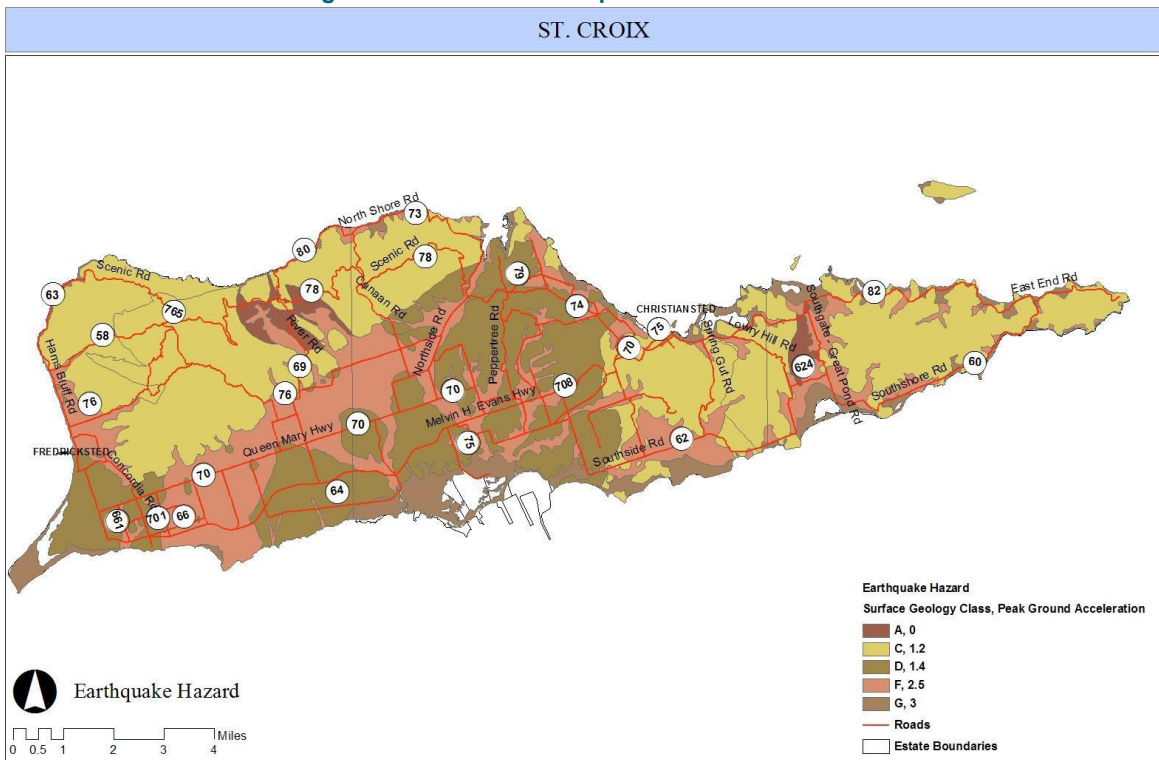 ST. CROIX
North Shore Rd
73
80
Scenic Rd
78
Scenic Rd
63
765
78
Canaan Rd
79
74
CHRISTIANSTED
75
82
East End Rd
58
River Rd
Northside Rd
Peppertree Rd
70
Spring Gut Rd
Lowry Hill Rd
Southgate - Great Pond Rd
624
60
Southshore Rd
Hams Bluff Rd
69
76
76
70
708
Melvin H. Evans Hwy
70
Queen Mary Hwy
75
62
Southside Rd
FREDRICKSTED
Concordia Rd
70
64
661
701
66
Earthquake Hazard
Surface Geology Class, Peak Ground Acceleration
A, 0
C, 1.2
D, 1.4
F, 2.5
G, 3
Roads
Estate Boundaries
Earthquake Hazard
Miles
0 0.5 1 2 3 4